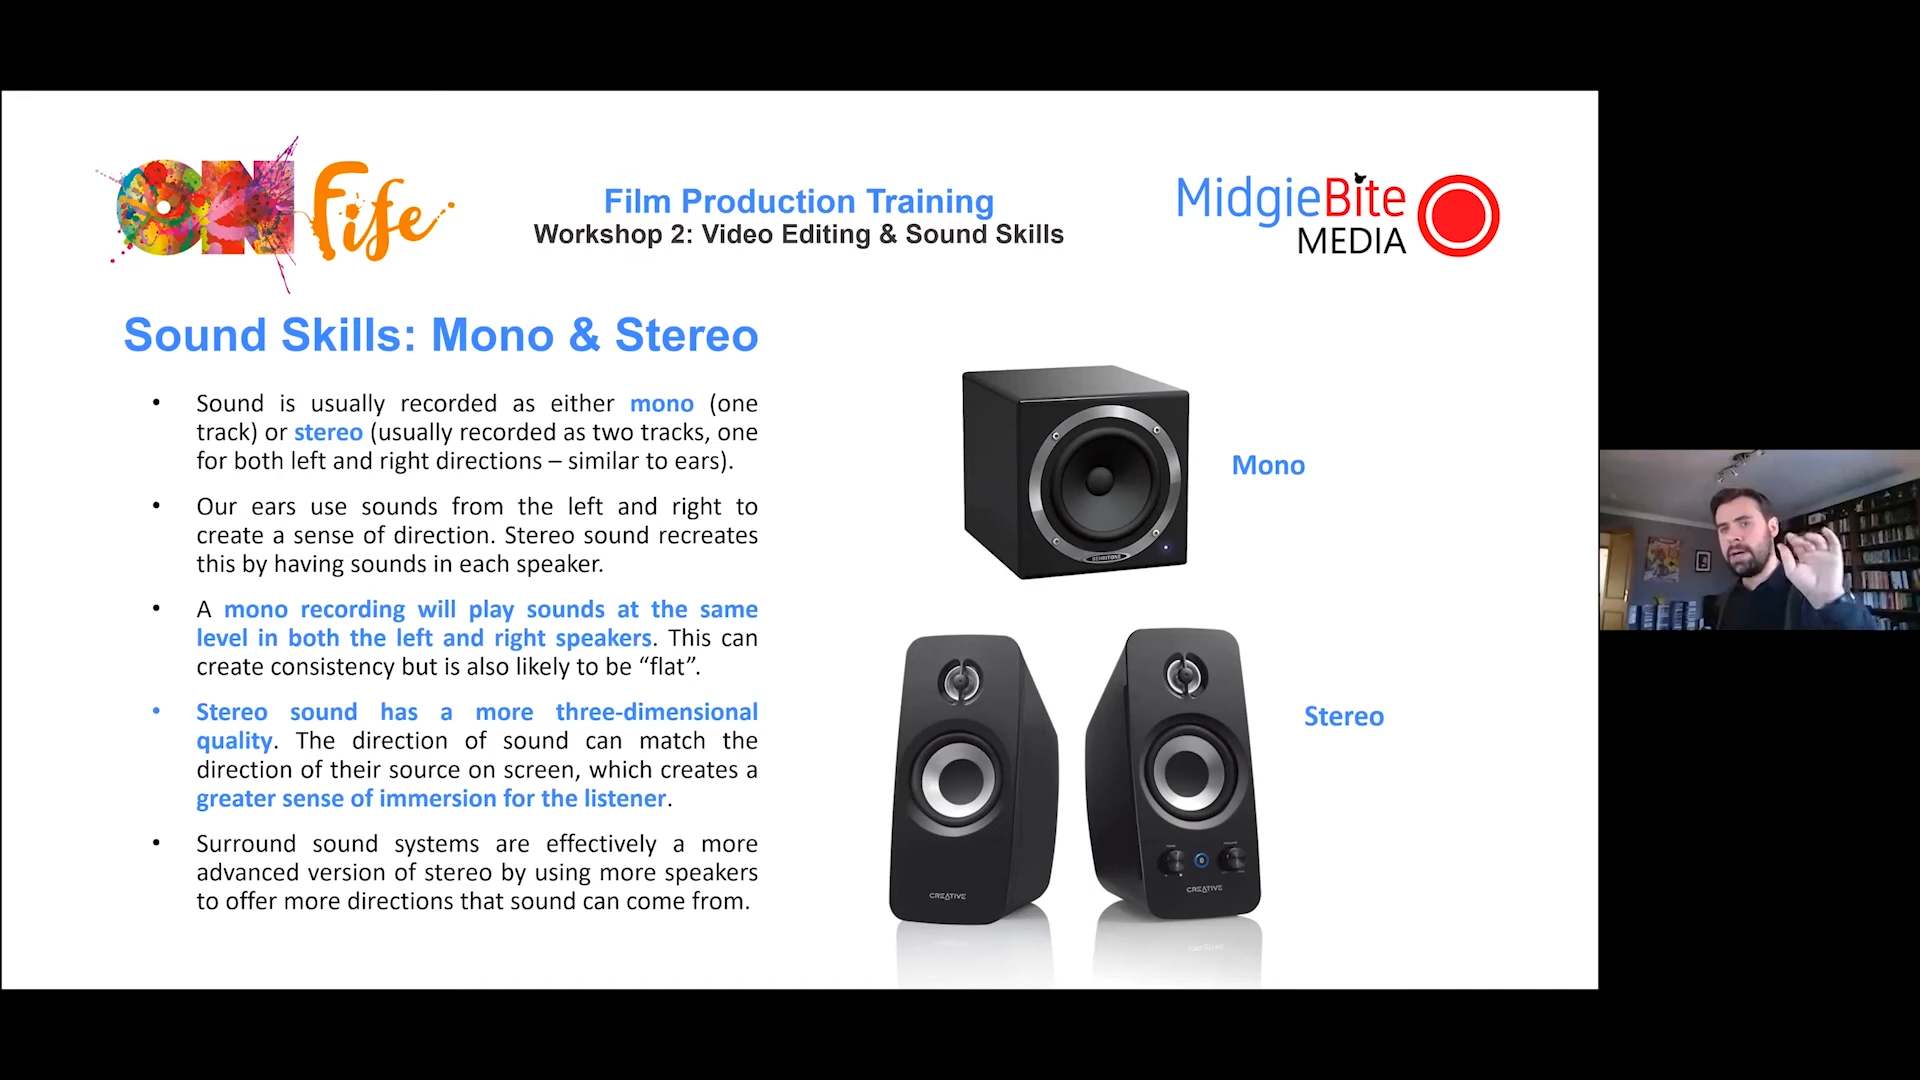 ON Fife
Film Production Training
Workshop 2: Video Editing & Sound Skills
MidgieBite
MEDIA
Sound Skills: Mono & Stereo
• Sound is usually recorded as either mono (one
track) or stereo (usually recorded as two tracks, one
for both left and right directions – similar to ears).
• Our ears use sounds from the left and right to
create a sense of direction. Stereo sound recreates
this by having sounds in each speaker.
• A mono recording will play sounds at the same
level in both the left and right speakers. This can
create consistency but is also likely to be “flat”.
• Stereo sound has a more three-dimensional
quality. The direction of sound can match the
direction of their source on screen, which creates a
greater sense of immersion for the listener.
• Surround sound systems are effectively a more
advanced version of stereo by using more speakers
to offer more directions that sound can come from.
BEHRITONE
Mono
Stereo
CREATIVE
CREATIVE